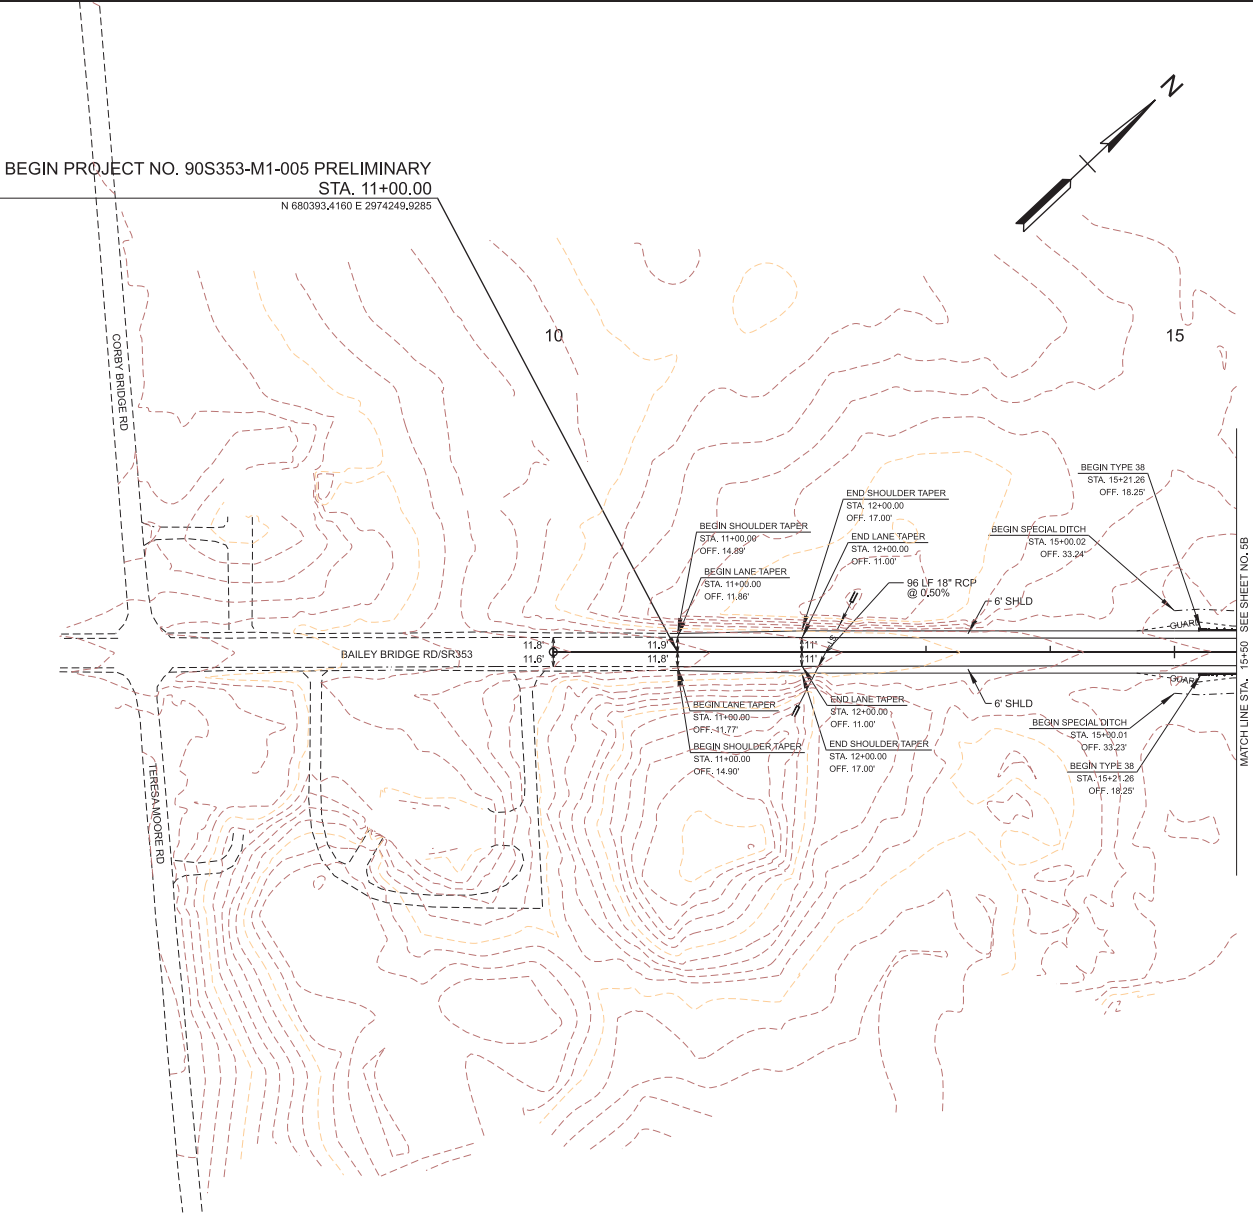 N
BEGIN PROJECT NO. 90S353-M1-005 PRELIMINARY
STA. 11+00.00
N 680393.4160 E 2974249.9285
10
15
CORBY BRIDGE RD
BEGIN TYPE 38
STA. 15+21.26
OFF. 18.25'
END SHOULDER TAPER
STA. 12+00.00
OFF. 17.00'
BEGIN SHOULDER TAPER
STA. 11+00.00
OFF. 14.89'
BEGIN SPECIAL DITCH
STA. 15+00.02
OFF. 33.24'
END LANE TAPER
STA. 12+00.00
OFF. 11.00'
BEGIN LANE TAPER
STA. 11+00.00
OFF. 11.86'
96 LF 18" RCP
@ 0.50%
6' SHLD
GUARD
MATCH LINE STA. 15+50 SEE SHEET NO. 5B
BAILEY BRIDGE RD/SR353
11.8'
11.6'
11.9'
11.8'
11'
11'
GUARD
6' SHLD
BEGIN LANE TAPER
STA. 11+00.00
OFF. 11.77'
END LANE TAPER
STA. 12+00.00
OFF. 11.00'
BEGIN SHOULDER TAPER
STA. 11+00.00
OFF. 14.90'
END SHOULDER TAPER
STA. 12+00.00
OFF. 17.00'
BEGIN SPECIAL DITCH
STA. 15+00.01
OFF. 33.23'
BEGIN TYPE 38
STA. 15+21.26
OFF. 18.25'
TERESA MOORE RD